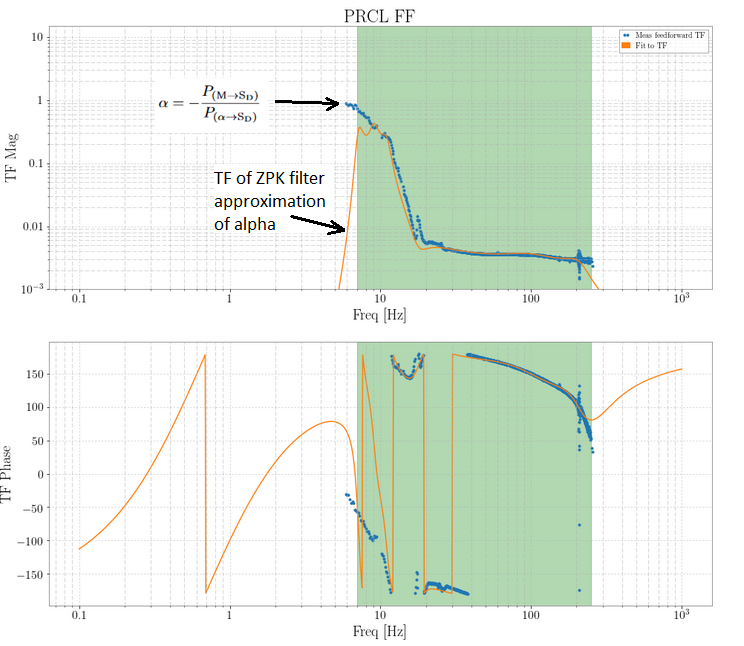 PRCL FF
10
1
0.1
0.01
10⁻³
TF Mag
Meas feedforward TF
Fit to TF
α = − P(M→S_D) / P(α→S_D)
TF of ZPK filter
approximation
of alpha
0.1
1
10
100
10³
Freq [Hz]
150
100
50
0
−50
−100
−150
TF Phase
0.1
1
10
100
10³
Freq [Hz]